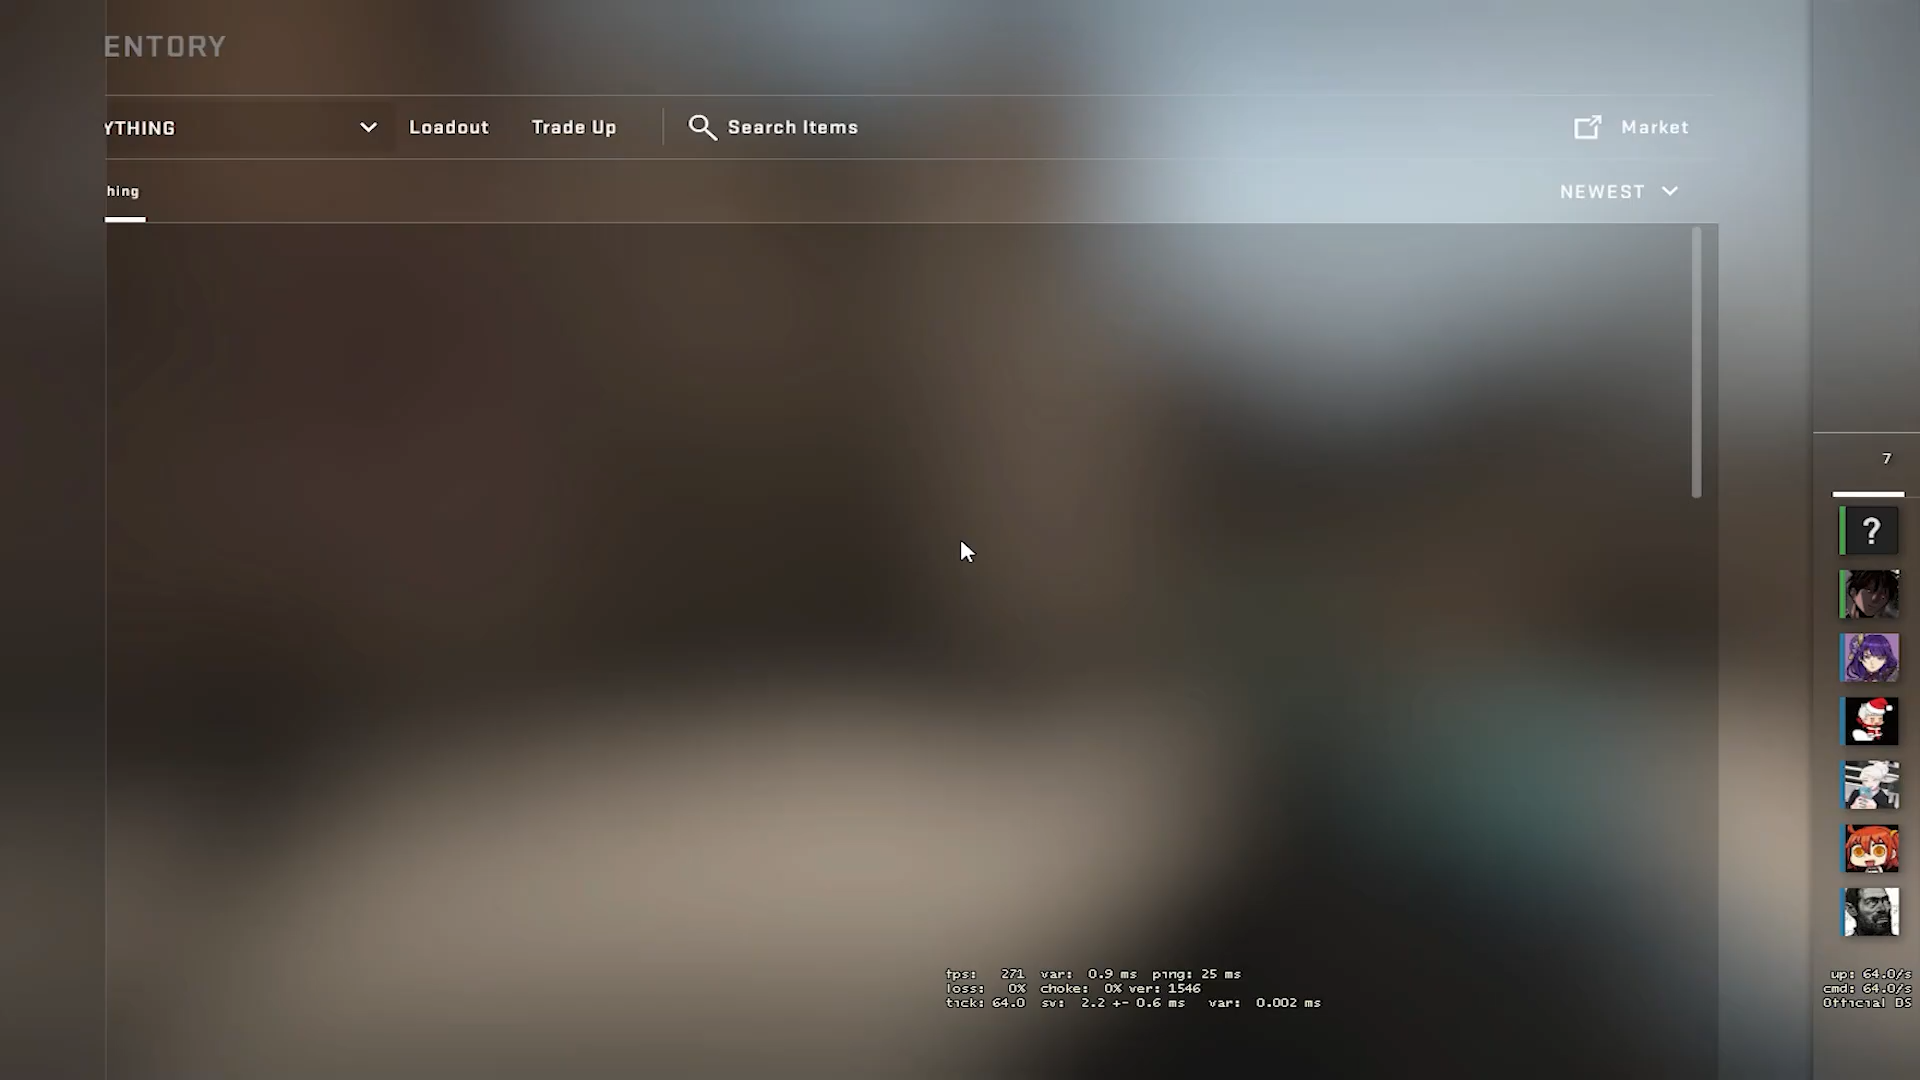 ENTORY
YTHING
Loadout
Trade Up
Search Items
Market
hing
NEWEST
7
?
fps: 271 var: 0.9 ms ping: 25 ms
loss: 0% choke: 0% ver: 1546
tick: 64.0 sv: 2.2 +- 0.6 ms var: 0.002 ms
up: 64.0/s
cmd: 64.0/s
Official DS